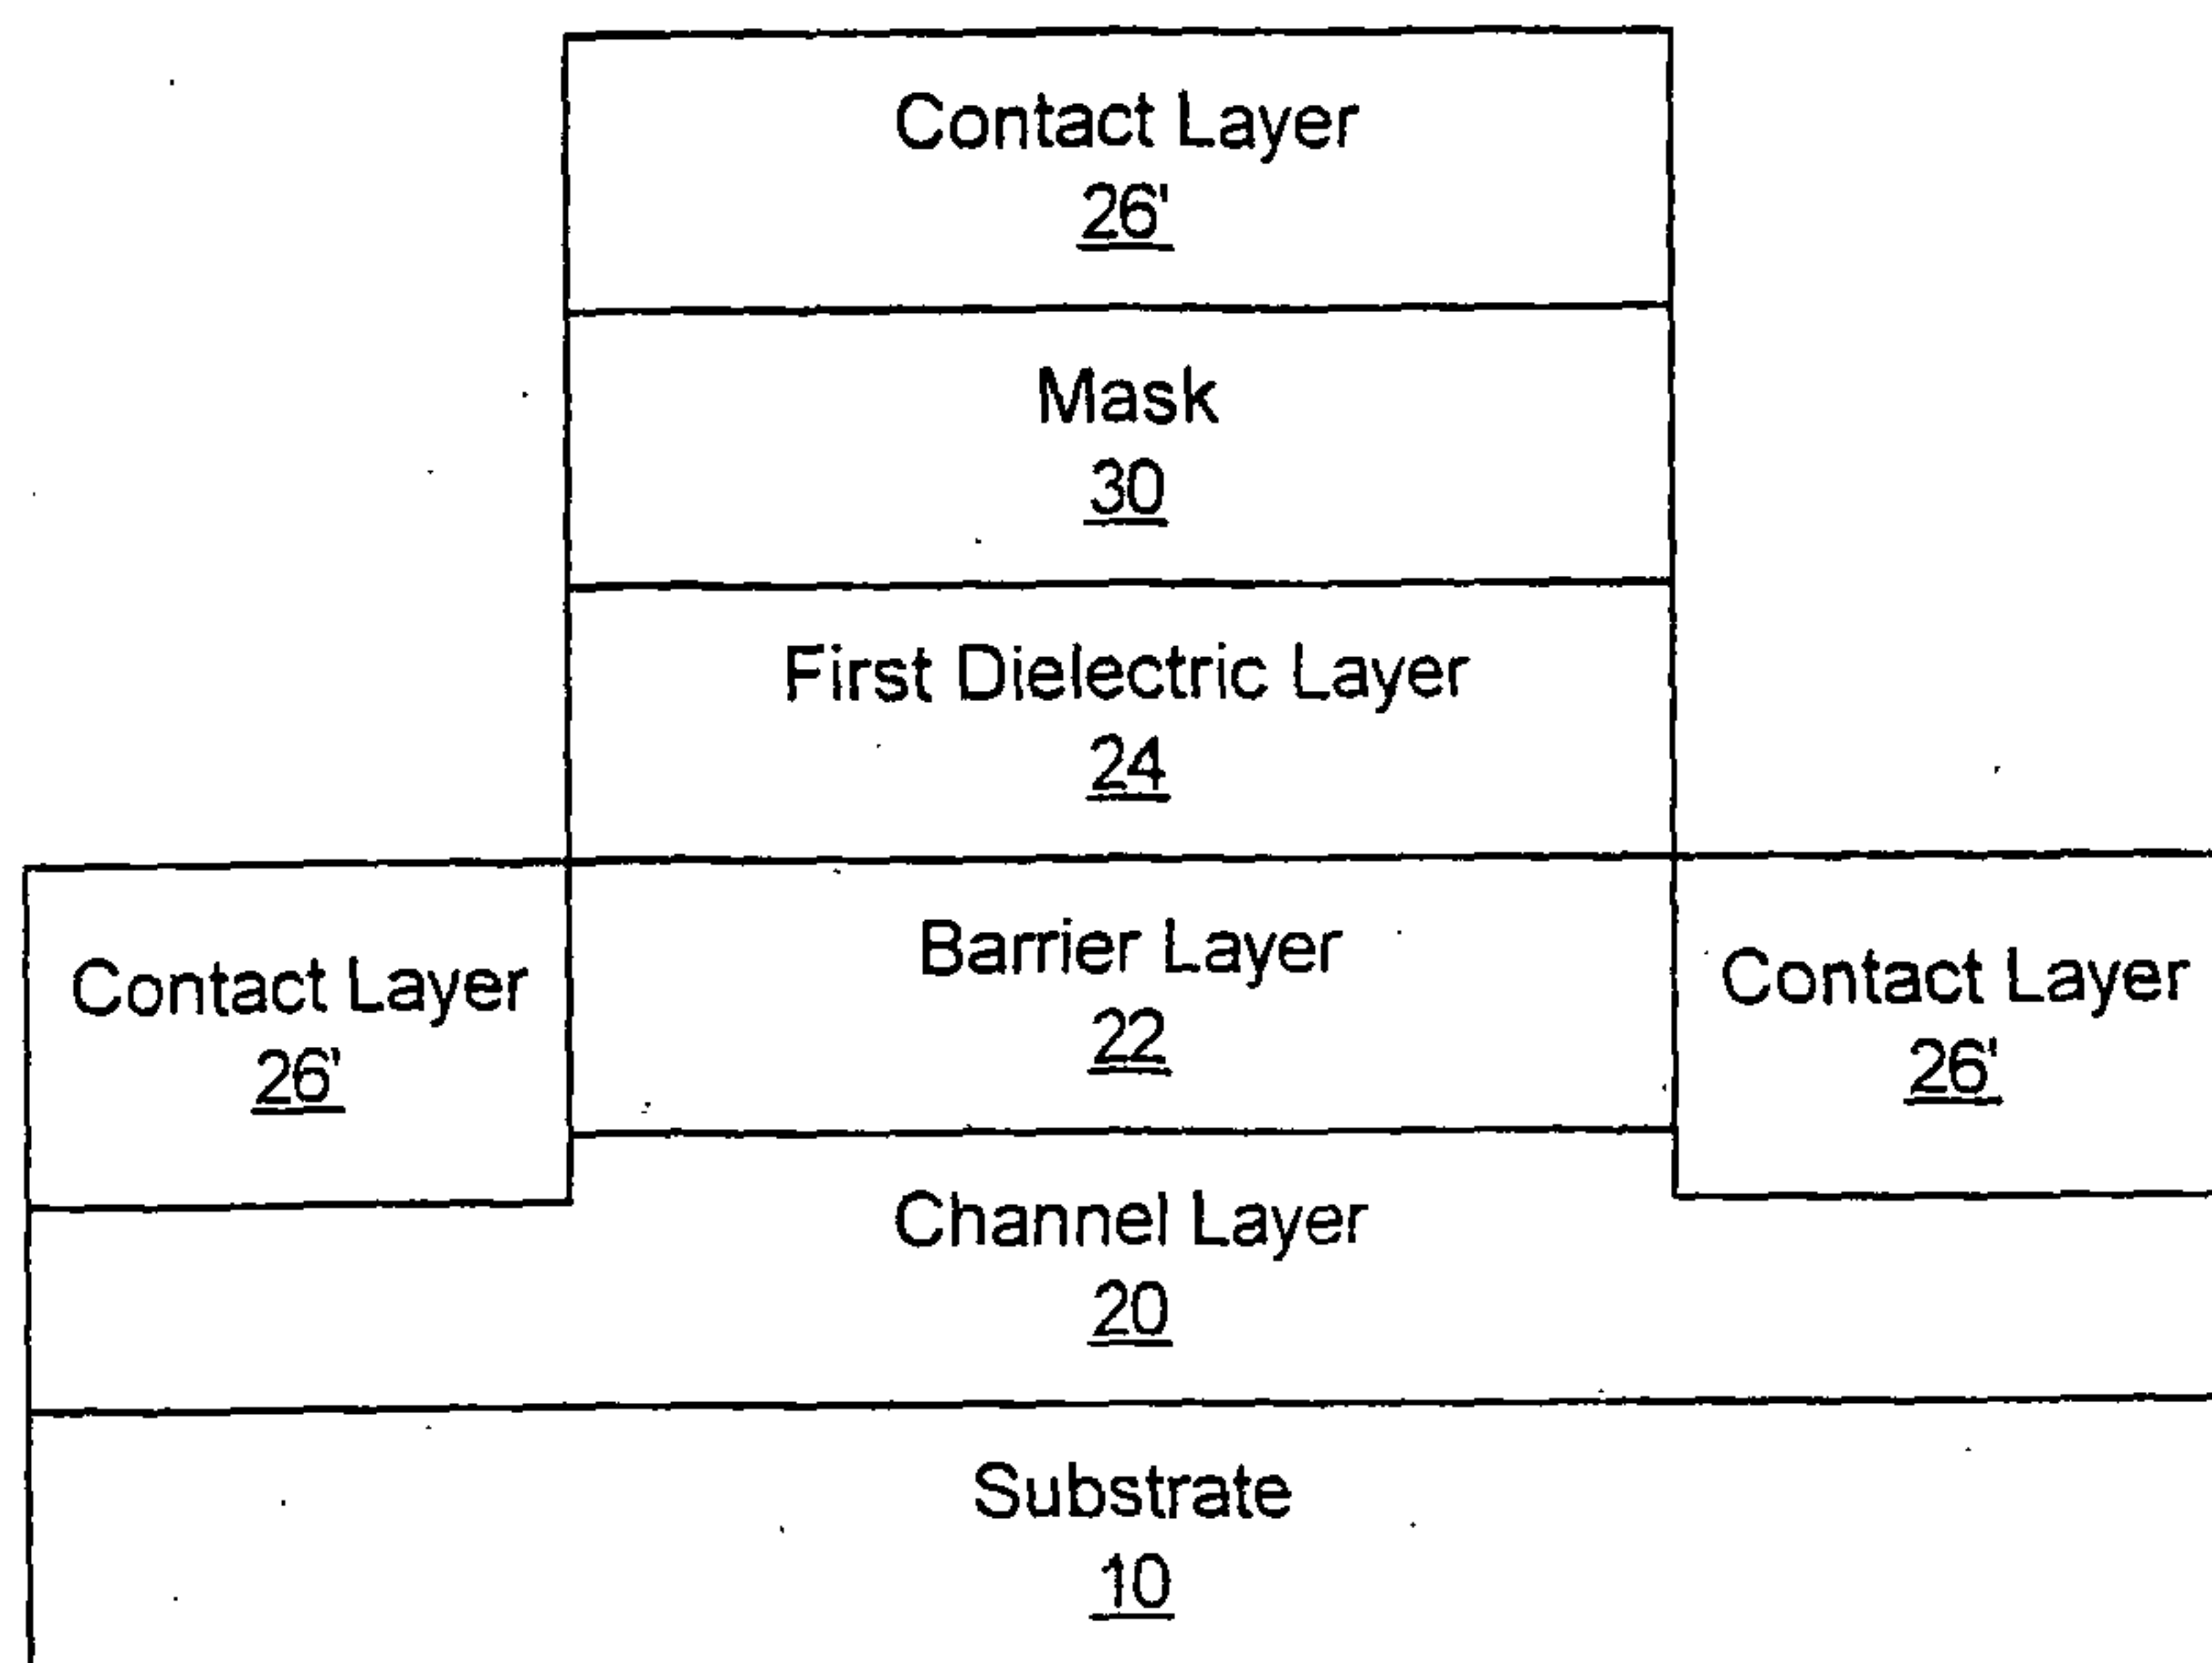 Contact Layer
26'
Mask
30
First Dielectric Layer
24
Barrier Layer
22
Contact Layer
26'
Contact Layer
26'
Channel Layer
20
Substrate
10